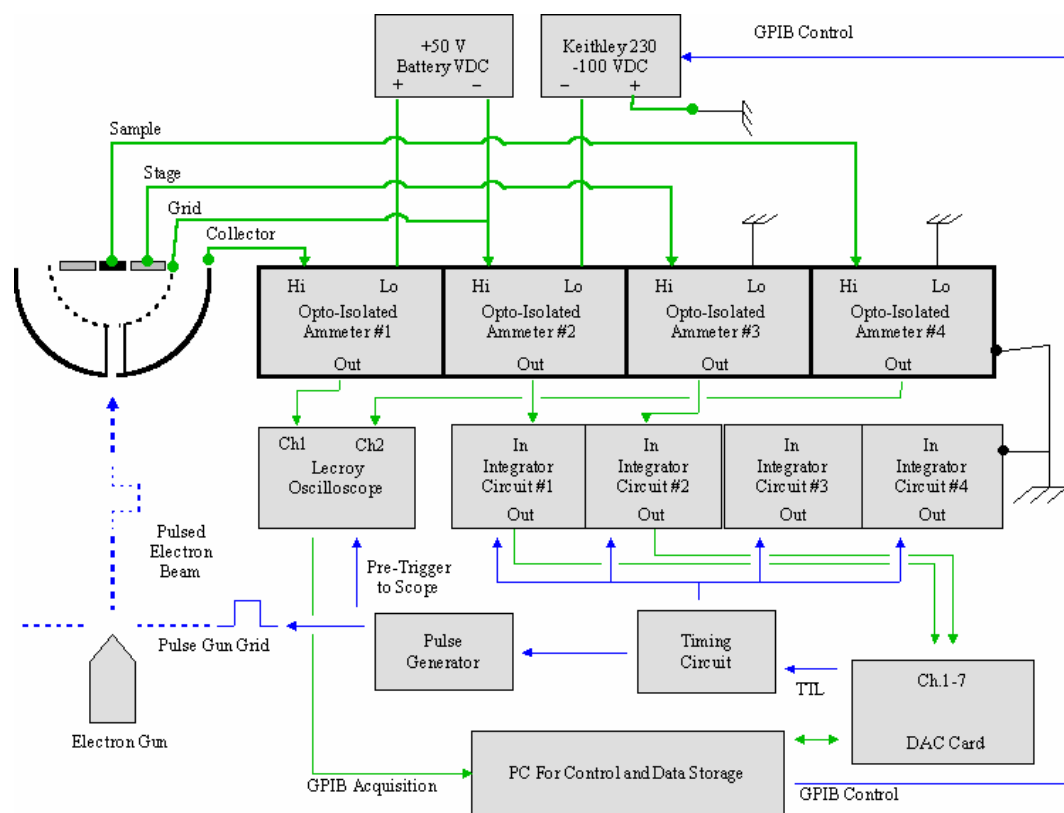 +50 V
Battery VDC
+ −
Keithley 230
-100 VDC
− +
GPIB Control
Sample
Stage
Grid
Collector
Hi Lo
Opto-Isolated
Ammeter #1
Out
Hi Lo
Opto-Isolated
Ammeter #2
Out
Hi Lo
Opto-Isolated
Ammeter #3
Out
Hi Lo
Opto-Isolated
Ammeter #4
Out
Ch1 Ch2
Lecroy
Oscilloscope
In
Integrator
Circuit #1
Out
In
Integrator
Circuit #2
Out
In
Integrator
Circuit #3
Out
In
Integrator
Circuit #4
Out
Pulsed
Electron
Beam
Pre-Trigger
to Scope
Pulse Gun Grid
Pulse
Generator
Timing
Circuit
TTL
Ch.1-7
DAC Card
Electron Gun
GPIB Acquisition
PC For Control and Data Storage
GPIB Control